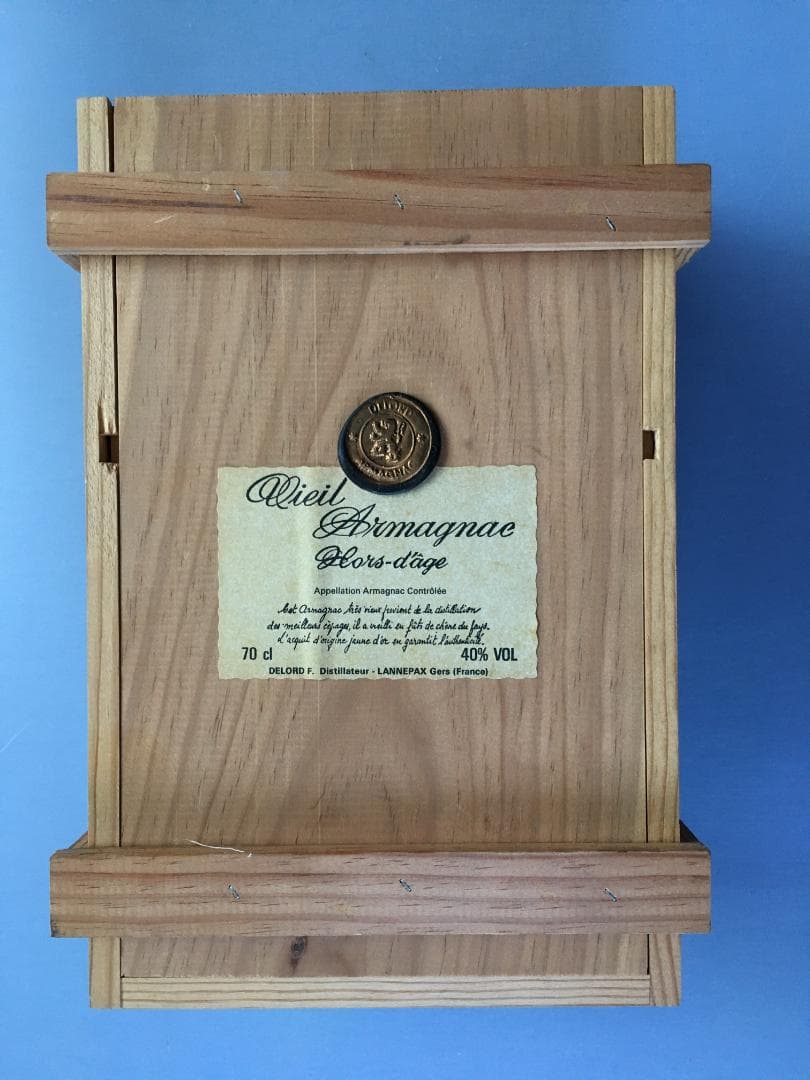 DELORD
ARMAGNAC
Vieil
Armagnac
Hors-d'âge
Appellation Armagnac Contrôlée
Cet Armagnac très vieux provient de la distillation
des meilleurs cépages, il a vieilli en fûts de chêne du pays.
L'acquit d'origine jaune d'or en garantit l'authenticité.
70 cl 40% VOL
DELORD F. Distillateur - LANNEPAX Gers (France)